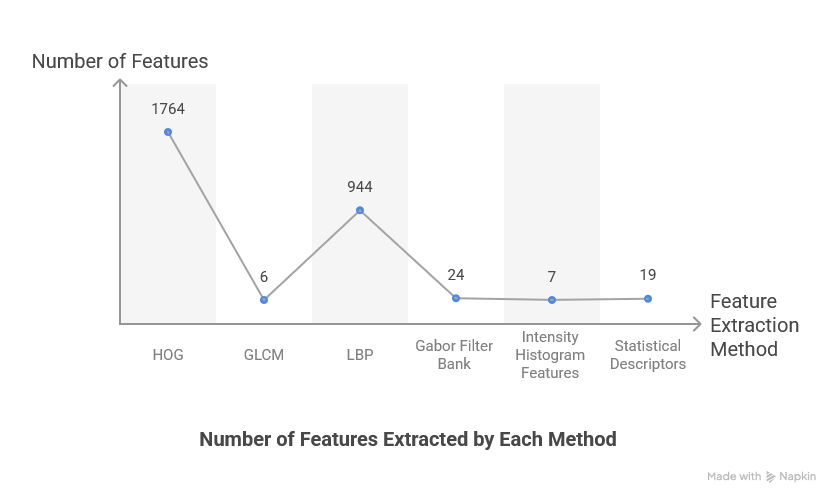 Number of Features
1764
944
6
24
7
19
Feature
Extraction
Method
HOG
GLCM
LBP
Gabor Filter
Bank
Intensity
Histogram
Features
Statistical
Descriptors
Number of Features Extracted by Each Method
Made with Napkin